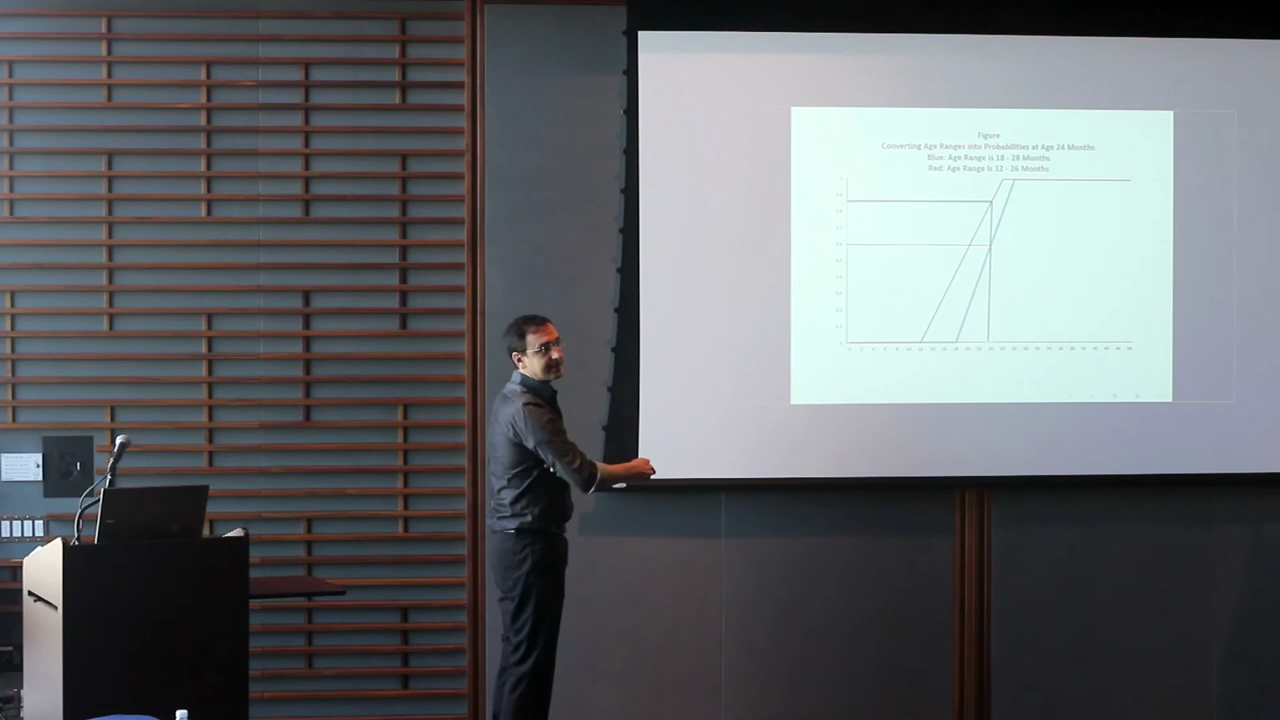 Figure
Converting Age Ranges into Probabilities at Age 24 Months
Blue: Age Range is 18 - 28 Months
Red: Age Range is 12 - 26 Months